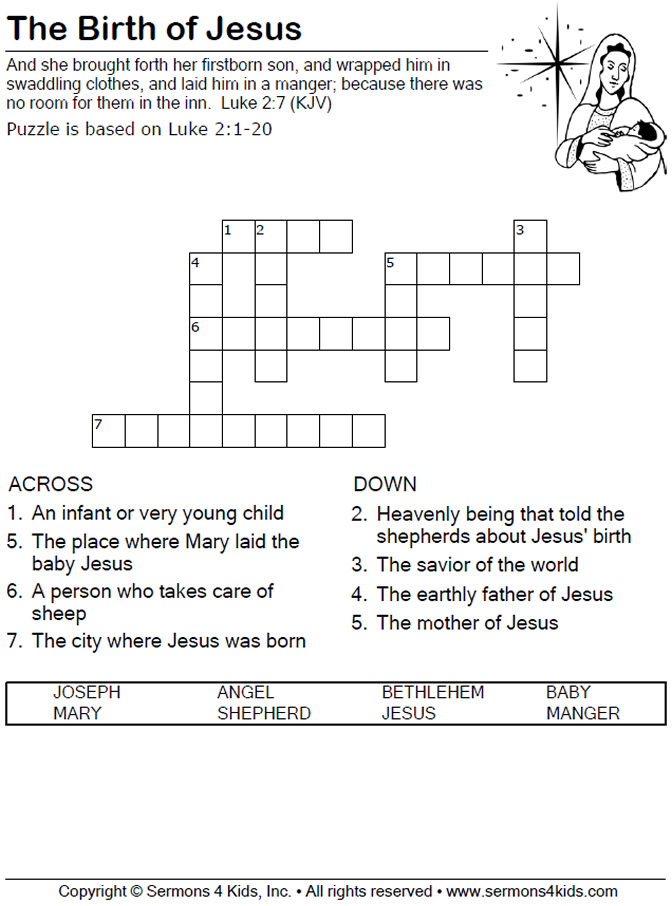 The Birth of Jesus
And she brought forth her firstborn son, and wrapped him in
swaddling clothes, and laid him in a manger; because there was
no room for them in the inn.  Luke 2:7 (KJV)
Puzzle is based on Luke 2:1-20
1 2 3
4 5
6
7
ACROSS
1. An infant or very young child
5. The place where Mary laid the
baby Jesus
6. A person who takes care of
sheep
7. The city where Jesus was born
DOWN
2. Heavenly being that told the
shepherds about Jesus' birth
3. The savior of the world
4. The earthly father of Jesus
5. The mother of Jesus
JOSEPH ANGEL BETHLEHEM BABY
MARY SHEPHERD JESUS MANGER
Copyright © Sermons 4 Kids, Inc. • All rights reserved • www.sermons4kids.com